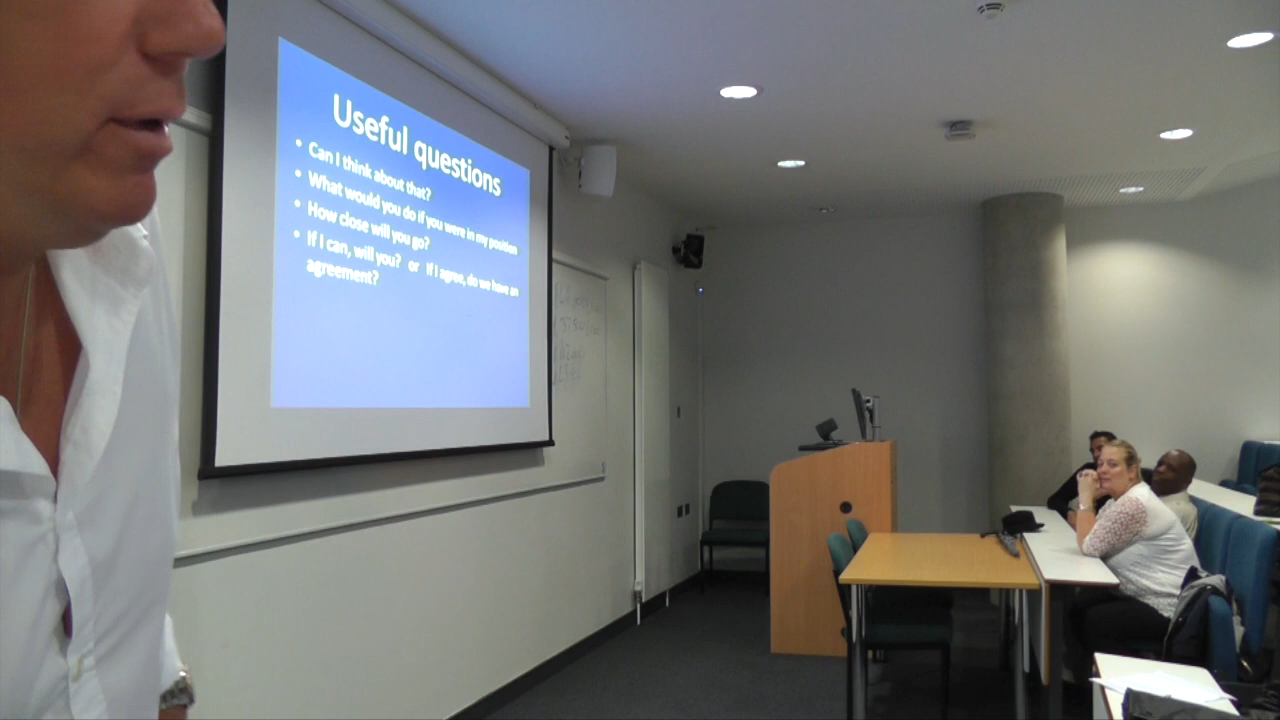 Useful questions
• Can I think about that?
• What would you do if you were in my position
• How close will you go?
• If I can, will you? or If I agree, do we have an
agreement?